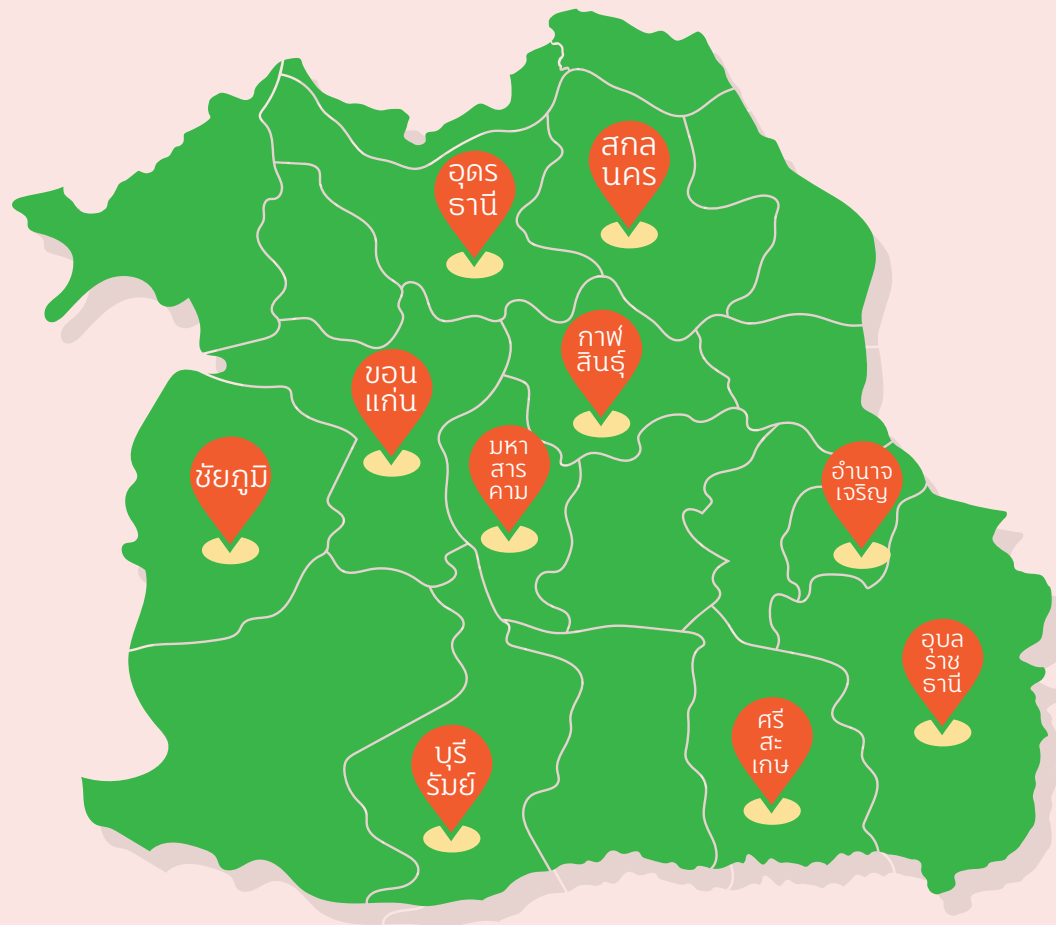 สกล
นคร
อุดร
ธานี
กาฬ
สินธุ์
ขอน
แก่น
มหา
สาร
คาม
อำนาจ
เจริญ
ชัยภูมิ
อุบล
ราช
ธานี
ศรี
สะ
เกษ
บุรี
รัมย์